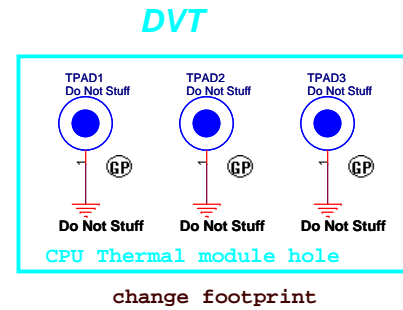 DVT
TPAD1 TPAD2 TPAD3
Do Not Stuff Do Not Stuff Do Not Stuff
1 1 1
GP GP GP
Do Not Stuff Do Not Stuff Do Not Stuff
CPU Thermal module hole
change footprint